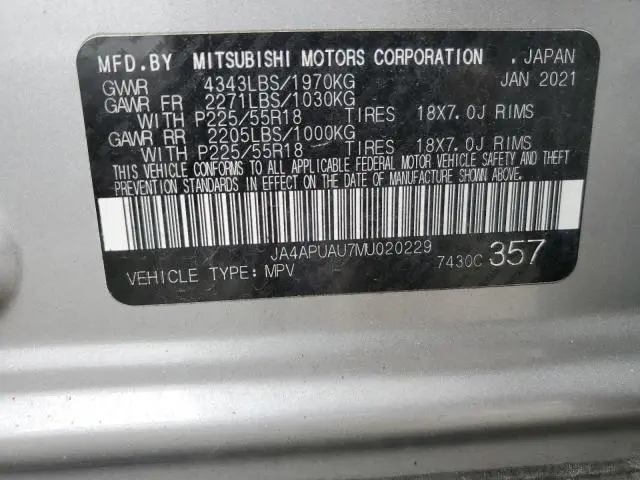 MFD.BY MITSUBISHI MOTORS CORPORATION . JAPAN
GVWR 4343LBS/1970KG JAN 2021
GAWR FR 2271LBS/1030KG
WITH P225/55R18 TIRES 18X7.0J RIMS
GAWR RR 2205LBS/1000KG
WITH P225/55R18 TIRES 18X7.0J RIMS
THIS VEHICLE CONFORMS TO ALL APPLICABLE FEDERAL MOTOR VEHICLE SAFETY AND THEFT
PREVENTION STANDARDS IN EFFECT ON THE DATE OF MANUFACTURE SHOWN ABOVE.
JA4APUAU7MU020229
VEHICLE TYPE: MPV 7430C 357